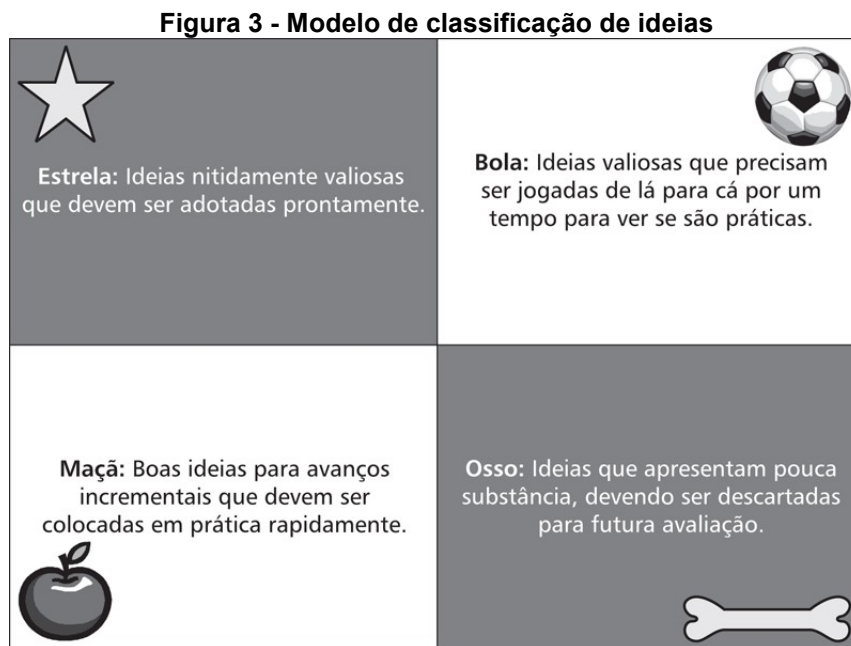 Figura 3 - Modelo de classificação de ideias
Estrela: Ideias nitidamente valiosas
que devem ser adotadas prontamente.
Bola: Ideias valiosas que precisam
ser jogadas de lá para cá por um
tempo para ver se são práticas.
Maçã: Boas ideias para avanços
incrementais que devem ser
colocadas em prática rapidamente.
Osso: Ideias que apresentam pouca
substância, devendo ser descartadas
para futura avaliação.